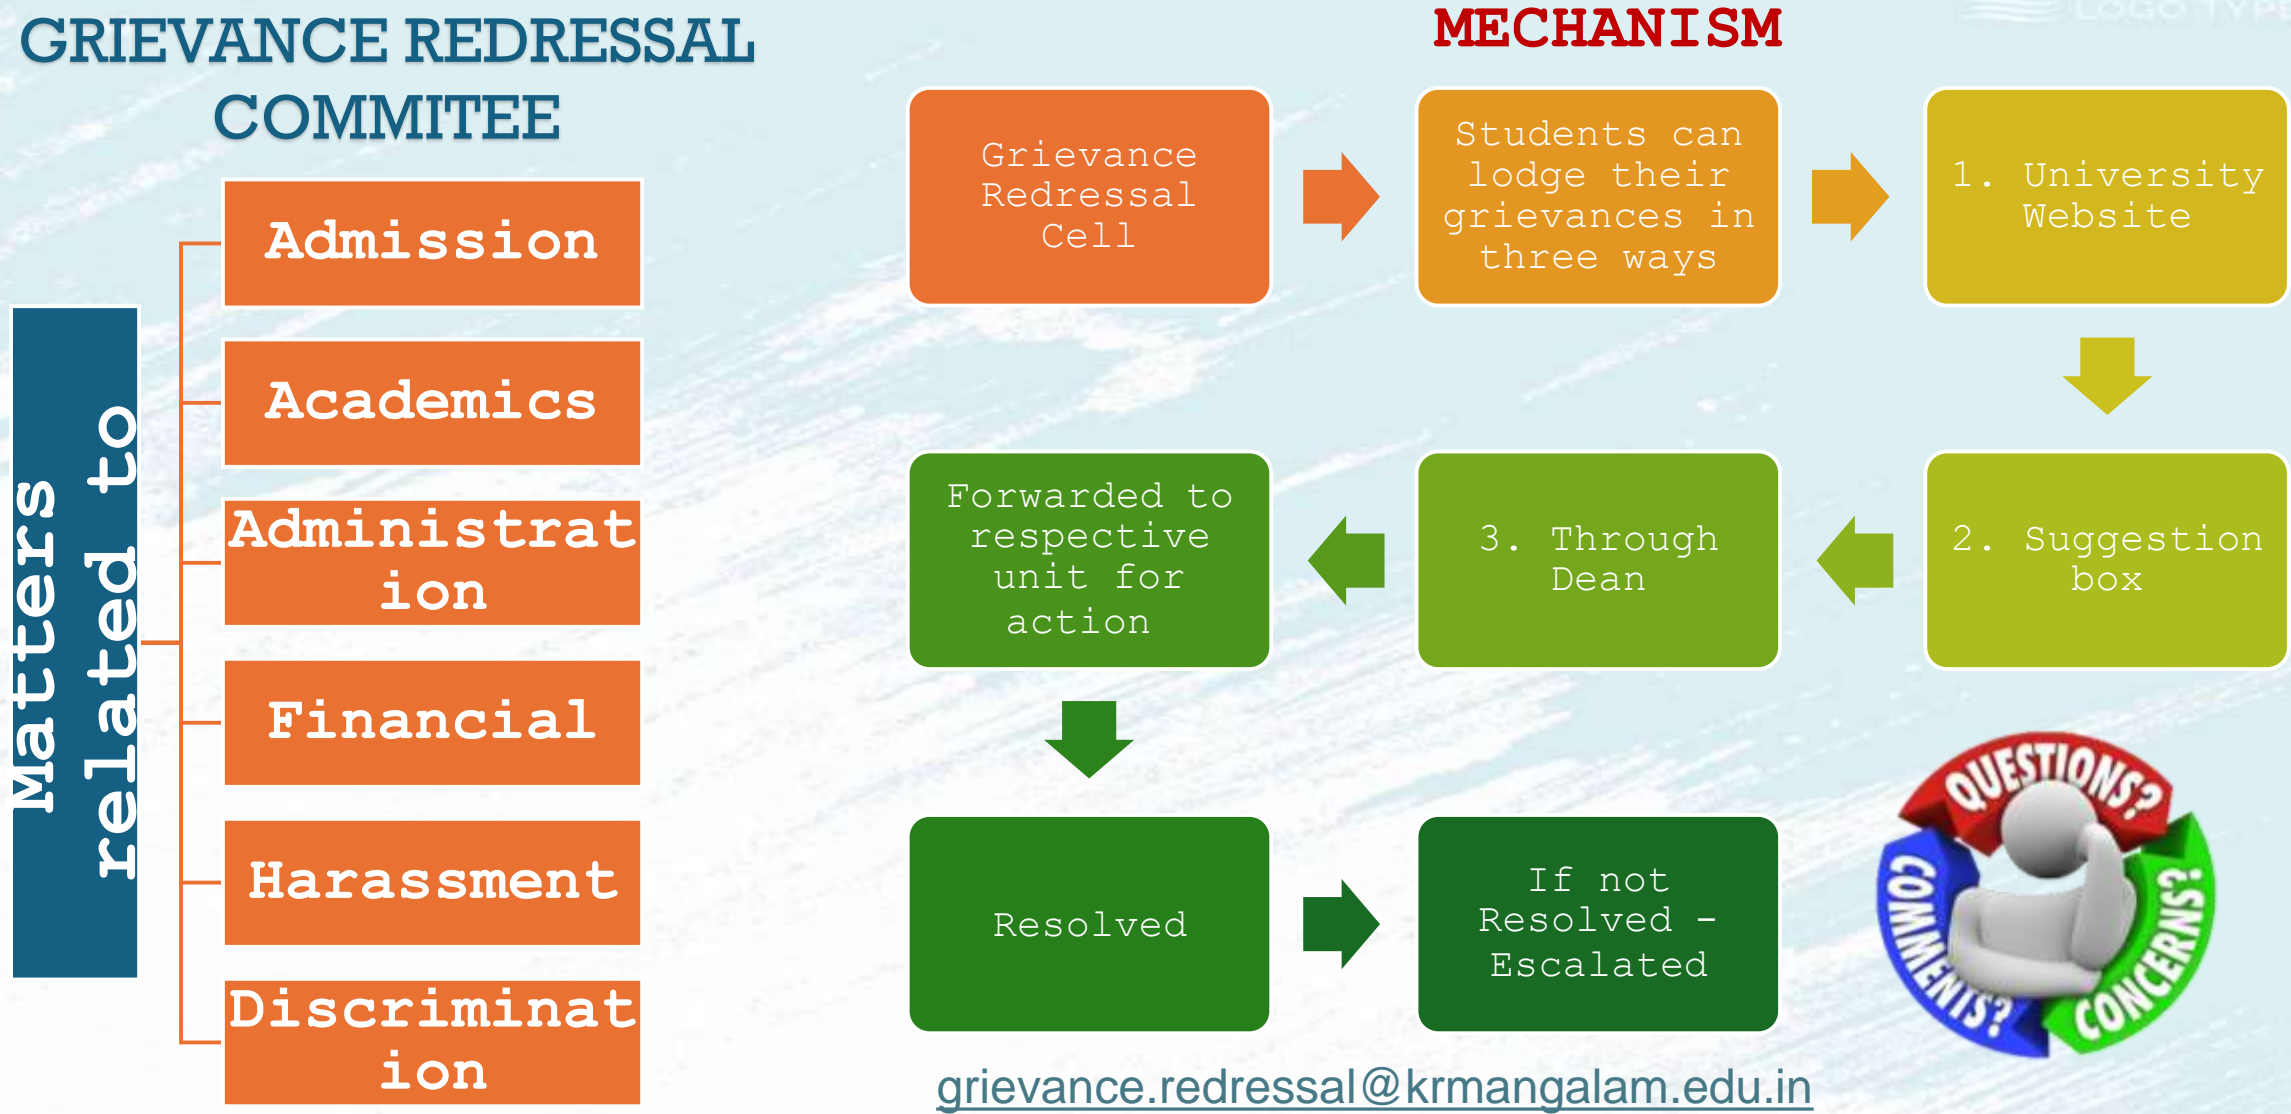 GRIEVANCE REDRESSAL
COMMITEE
Matters
related to
Admission
Academics
Administrat
ion
Financial
Harassment
Discriminat
ion
MECHANISM
LOGO TYPE
Grievance
Redressal
Cell
Students can
lodge their
grievances in
three ways
1. University
Website
2. Suggestion
box
3. Through
Dean
Forwarded to
respective
unit for
action
Resolved
If not
Resolved –
Escalated
QUESTIONS?
CONCERNS?
COMMENTS?
grievance.redressal@krmangalam.edu.in